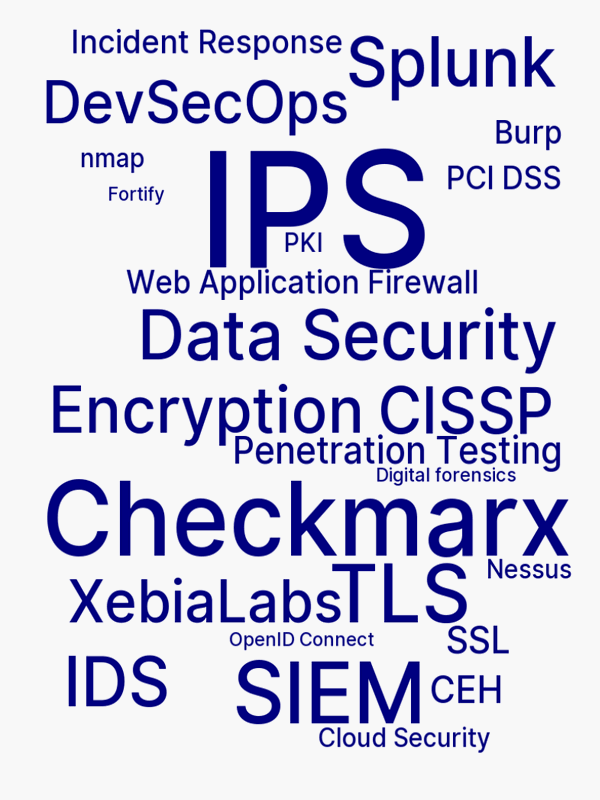 Incident Response
Splunk
DevSecOps
Burp
nmap
PCI DSS
Fortify
IPS
PKI
Web Application Firewall
Data Security
Encryption
CISSP
Penetration Testing
Digital forensics
Checkmarx
Nessus
XebiaLabs
TLS
OpenID Connect
SSL
IDS
SIEM
CEH
Cloud Security